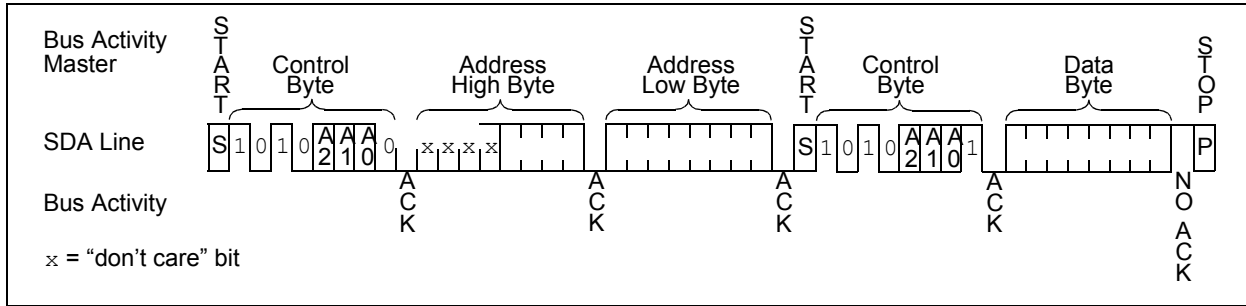 Bus Activity
Master
START
Control
Byte
Address
High Byte
Address
Low Byte
START
Control
Byte
Data
Byte
STOP
SDA Line
S 1 0 1 0 A2 A1 A0 0 x x x x S 1 0 1 0 A2 A1 A0 1 P
Bus Activity
ACK
ACK
ACK
ACK
NO ACK
x = “don’t care” bit